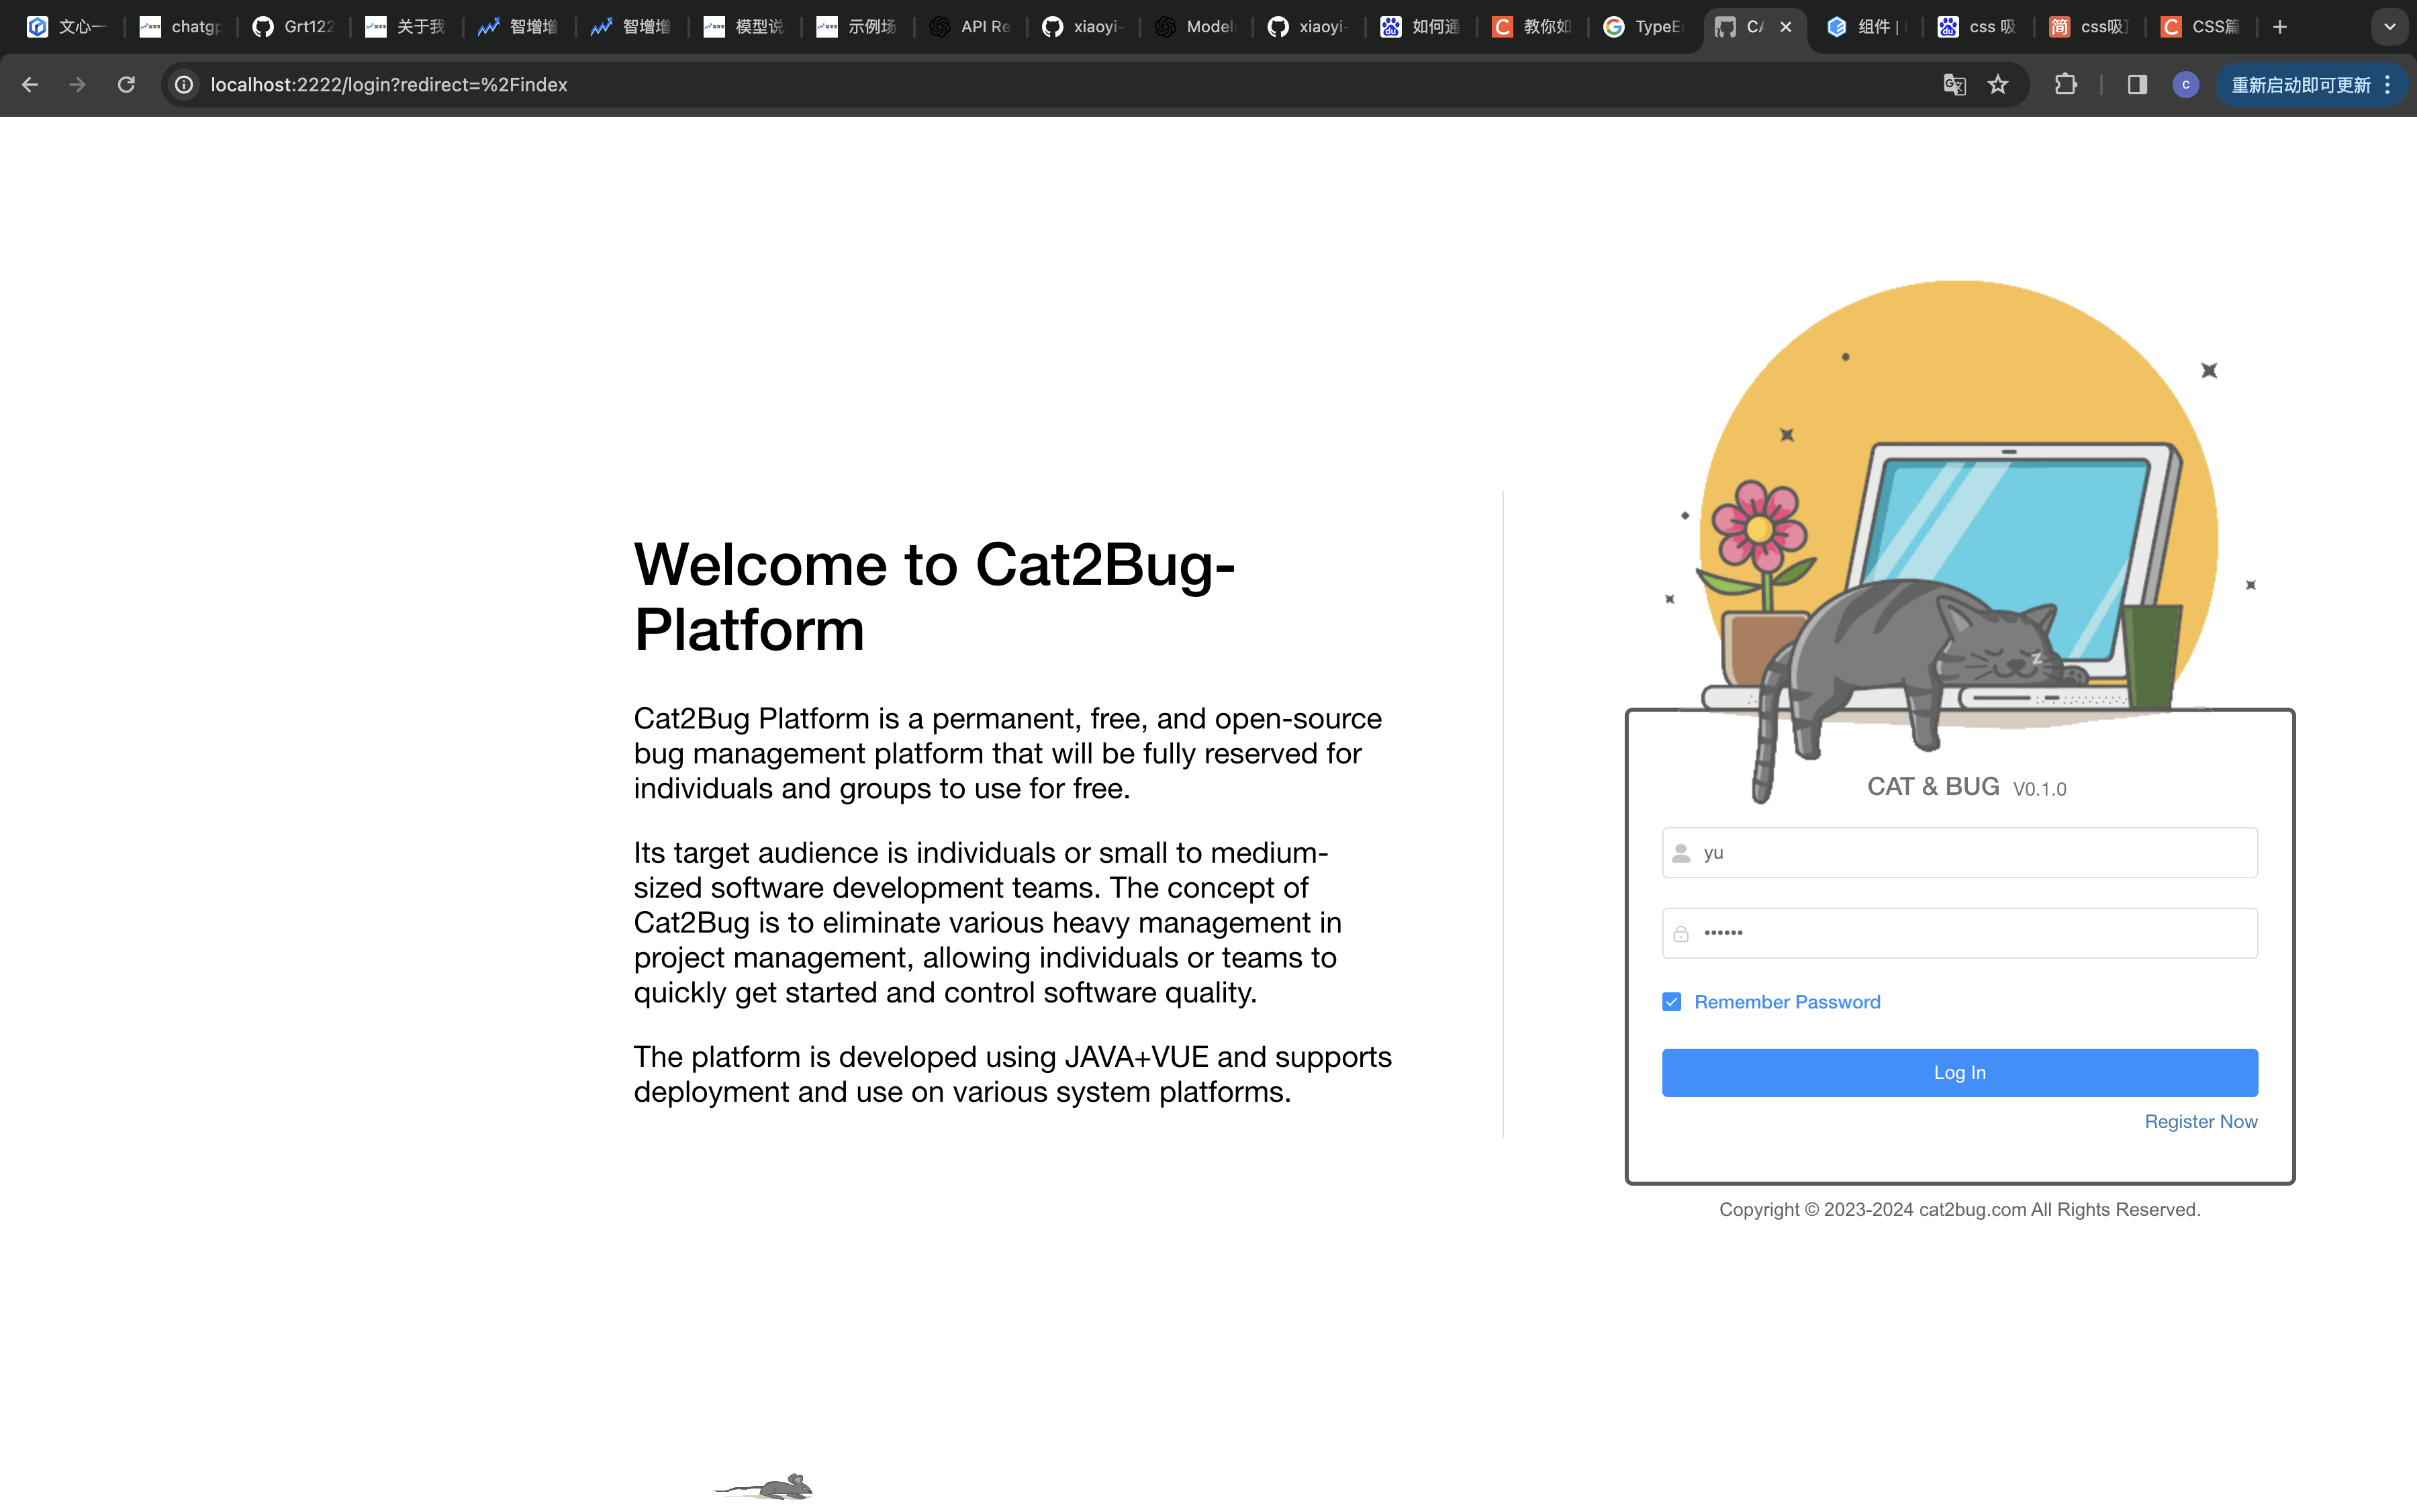 文心一
chatgp
Grt122
关于我
智增增
智增增
模型说
示例场
API Re
xiaoyi-
Model
xiaoyi-
如何通
教你如
TypeE
CA
组件 |
css 吸
css吸
CSS篇
localhost:2222/login?redirect=%2Findex
c
重新启动即可更新
Welcome to Cat2Bug-
Platform
Cat2Bug Platform is a permanent, free, and open-source
bug management platform that will be fully reserved for
individuals and groups to use for free.
Its target audience is individuals or small to medium-
sized software development teams. The concept of
Cat2Bug is to eliminate various heavy management in
project management, allowing individuals or teams to
quickly get started and control software quality.
The platform is developed using JAVA+VUE and supports
deployment and use on various system platforms.
z
CAT & BUG V0.1.0
yu
••••••
Remember Password
Log In
Register Now
Copyright © 2023-2024 cat2bug.com All Rights Reserved.